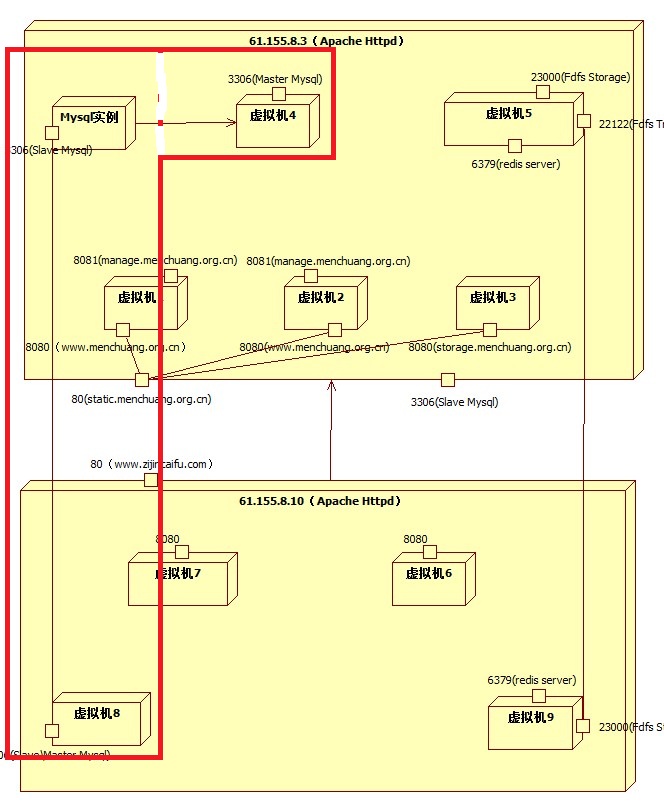 61.155.8.3（Apache Httpd）
3306(Master Mysql)
23000(Fdfs Storage)
Mysql实例
虚拟机4
虚拟机5
22122(Fdfs Tr
306(Slave Mysql)
6379(redis server)
8081(manage.menchuang.org.cn)
8081(manage.menchuang.org.cn)
虚拟机
虚拟机2
虚拟机3
8080（www.menchuang.org.cn）
8080(www.menchuang.org.cn)
8080(storage.menchuang.org.cn)
80(static.menchuang.org.cn)
3306(Slave Mysql)
80（www.zijincaifu.com）
61.155.8.10（Apache Httpd）
8080
8080
虚拟机7
虚拟机6
6379(redis server)
虚拟机8
虚拟机9
23000(Fdfs S
06(Slave\Master Mysql)